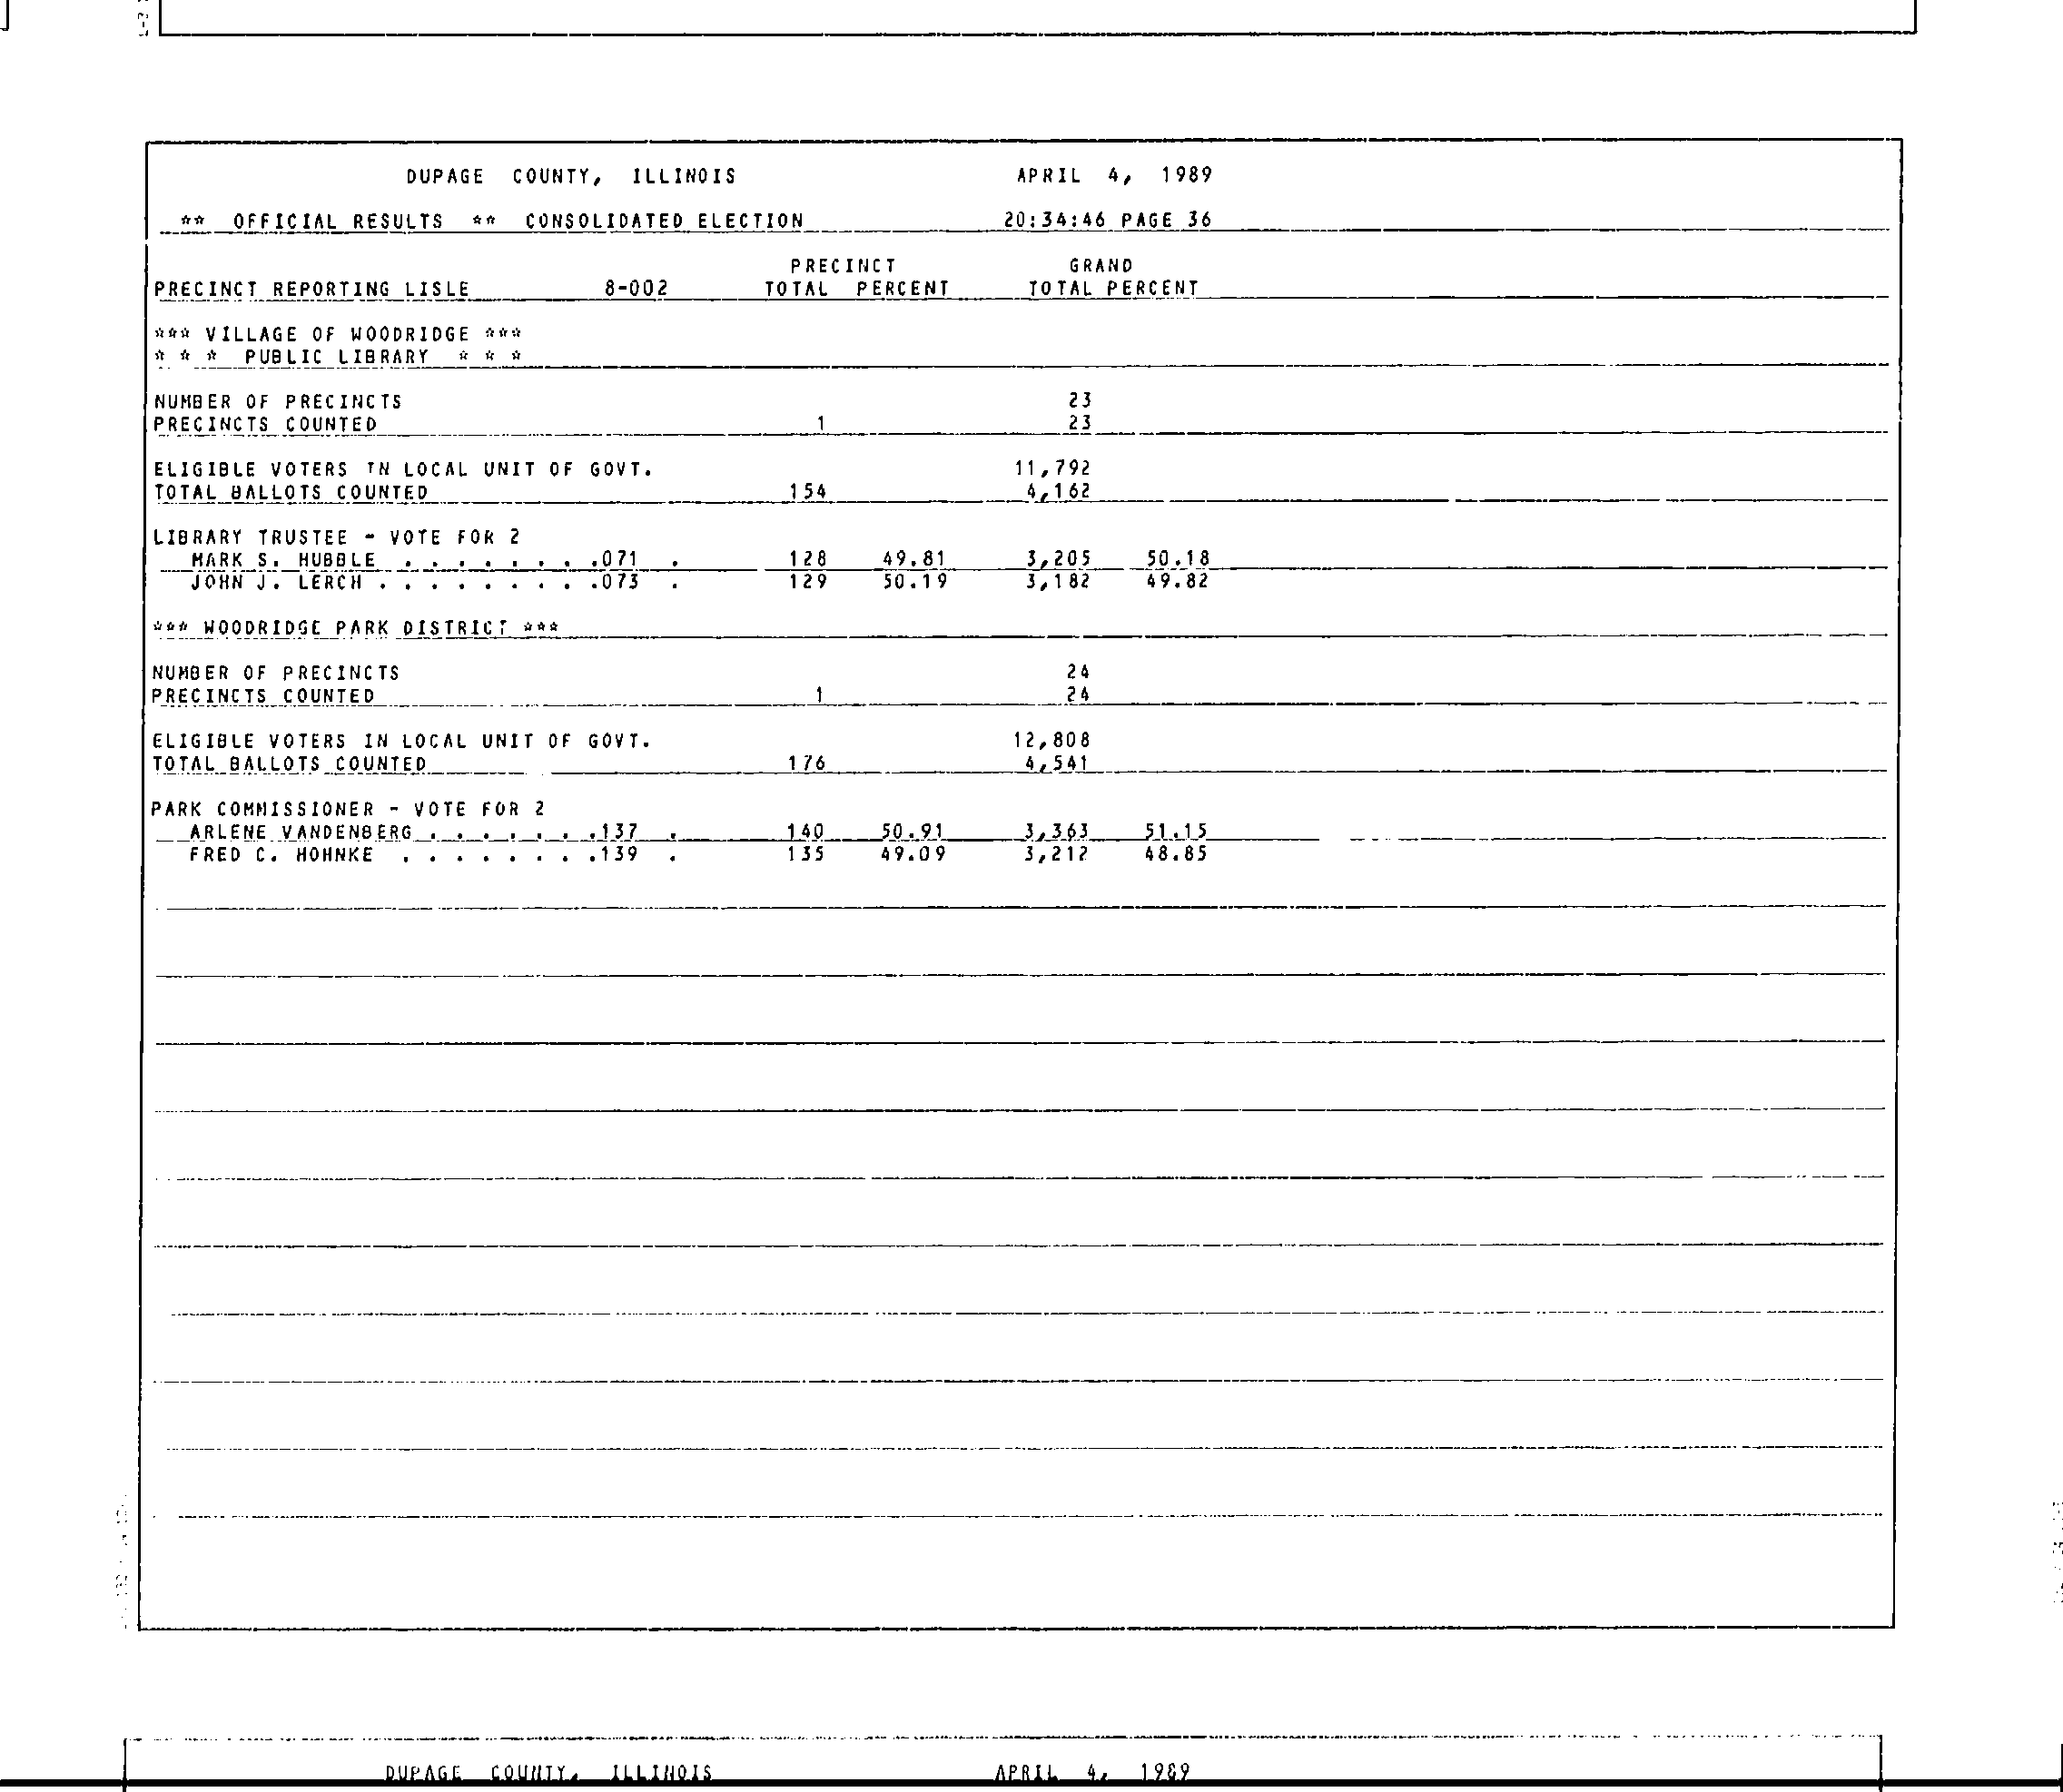 DUPAGE COUNTY, ILLINOIS APRIL 4, 1989
** OFFICIAL RESULTS ** CONSOLIDATED ELECTION 20:34:46 PAGE 36
PRECINCT GRAND
PRECINCT REPORTING LISLE 8-002 TOTAL PERCENT TOTAL PERCENT
*** VILLAGE OF WOODRIDGE ***
* * * PUBLIC LIBRARY * * *
NUMBER OF PRECINCTS 23
PRECINCTS COUNTED 1 23
ELIGIBLE VOTERS IN LOCAL UNIT OF GOVT. 11,792
TOTAL BALLOTS COUNTED 154 4,162
LIBRARY TRUSTEE - VOTE FOR 2
MARK S. HUBBLE . . . . . . . .071 . 128 49.81 3,205 50.18
JOHN J. LERCH . . . . . . . . .073 . 129 50.19 3,182 49.82
*** WOODRIDGE PARK DISTRICT ***
NUMBER OF PRECINCTS 24
PRECINCTS COUNTED 1 24
ELIGIBLE VOTERS IN LOCAL UNIT OF GOVT. 12,808
TOTAL BALLOTS COUNTED 176 4,541
PARK COMMISSIONER - VOTE FOR 2
ARLENE VANDENBERG . . . . . . .137 . 140 50.91 3,363 51.15
FRED C. HOHNKE . . . . . . . .139 . 135 49.09 3,212 48.85
DUPAGE COUNTY, ILLINOIS APRIL 4, 1989